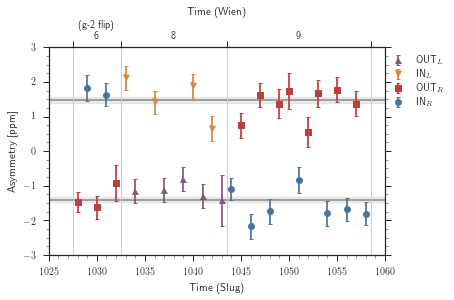 Time (Wien)
(g-2 flip)
6 8 9
3
2
1
0
−1
−2
−3
Asymmetry [ppm]
1025 1030 1035 1040 1045 1050 1055 1060
Time (Slug)
OUT_L
IN_L
OUT_R
IN_R